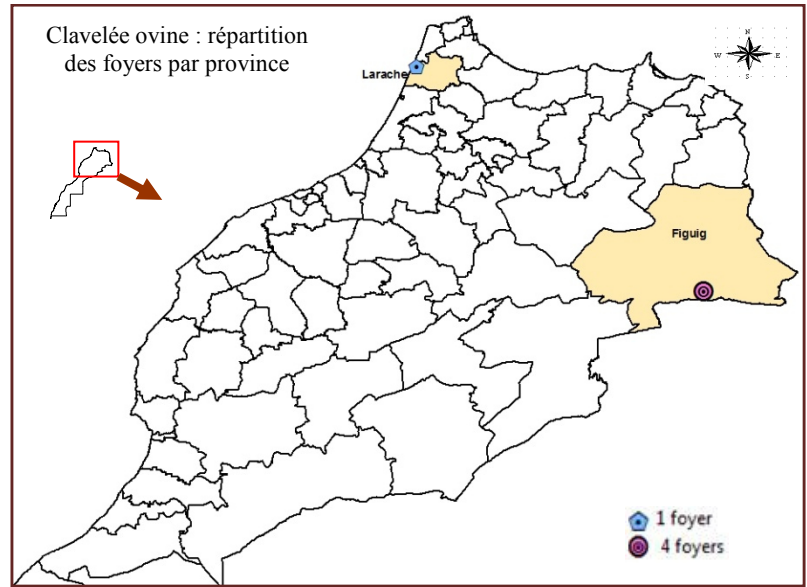 Clavelée ovine : répartition
des foyers par province
N
W E
S
Larache
Figuig
1 foyer
4 foyers